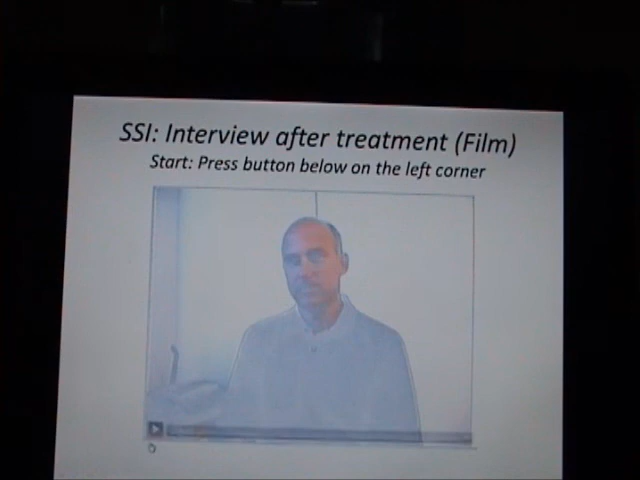 SSI: Interview after treatment (Film)
Start: Press button below on the left corner